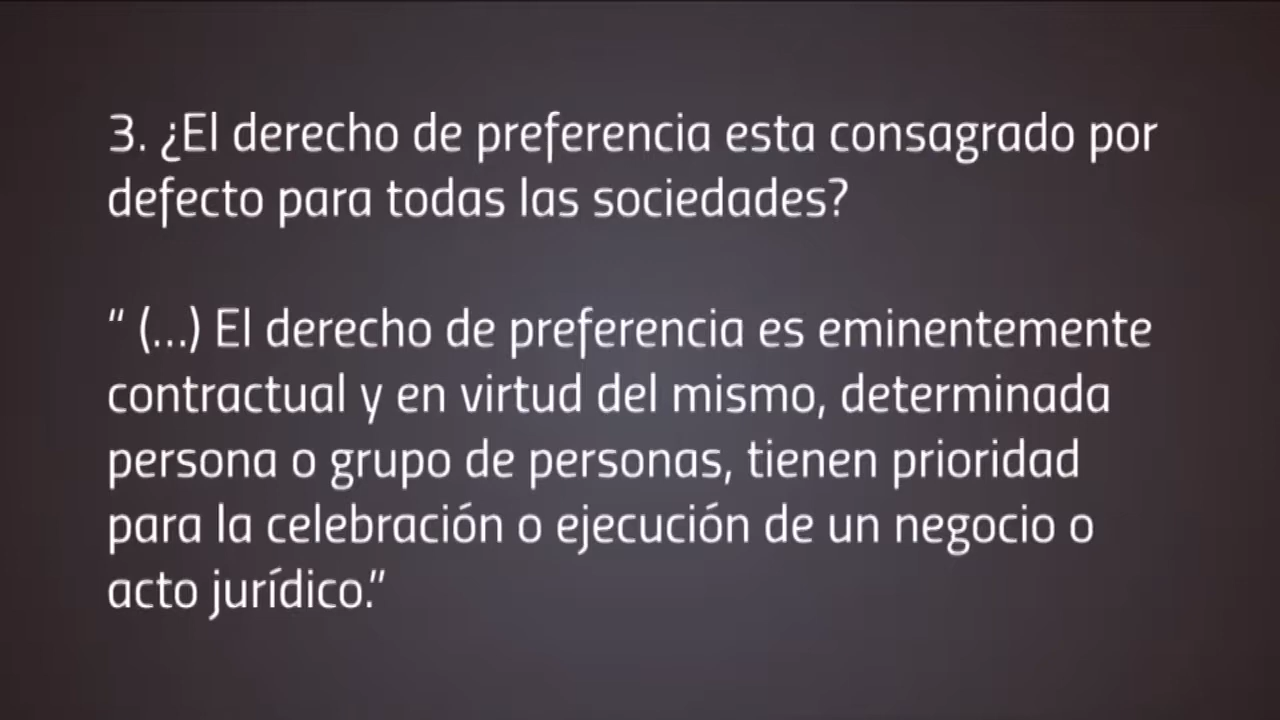 3. ¿El derecho de preferencia esta consagrado por
defecto para todas las sociedades?
“ (...) El derecho de preferencia es eminentemente
contractual y en virtud del mismo, determinada
persona o grupo de personas, tienen prioridad
para la celebración o ejecución de un negocio o
acto jurídico.”